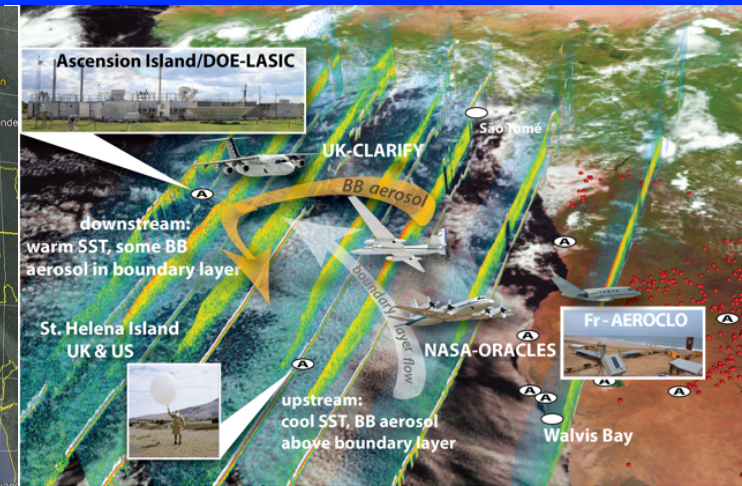 Ascension Island/DOE-LASIC
São Tomé
UK-CLARIFY
A
BB aerosol
downstream:
warm SST, some BB
aerosol in boundary layer
A
boundary layer flow
St. Helena Island
UK & US
NASA-ORACLES
A
Fr - AEROCLO
A
A
upstream:
cool SST, BB aerosol
above boundary layer
A
A
A
A
Walvis Bay